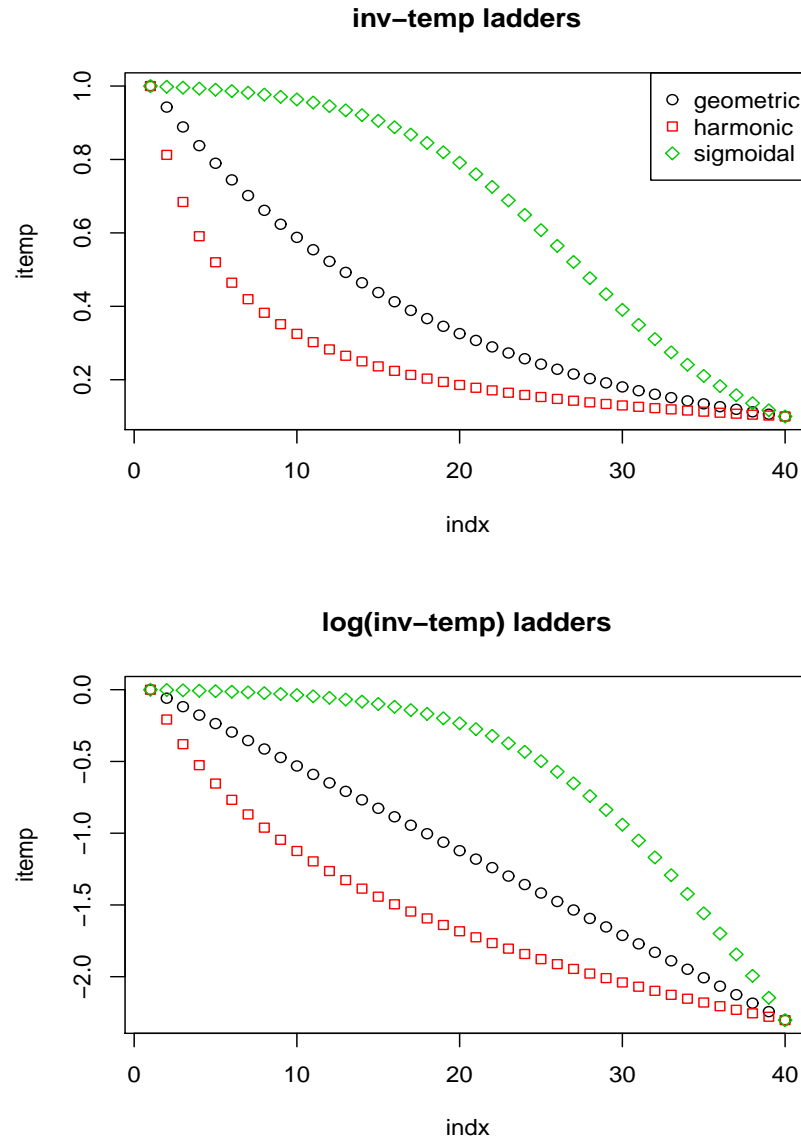 inv−temp ladders
1.0
0.8
0.6
0.4
0.2
itemp
geometric
harmonic
sigmoidal
0 10 20 30 40
indx
log(inv−temp) ladders
0.0
−0.5
−1.0
−1.5
−2.0
itemp
0 10 20 30 40
indx